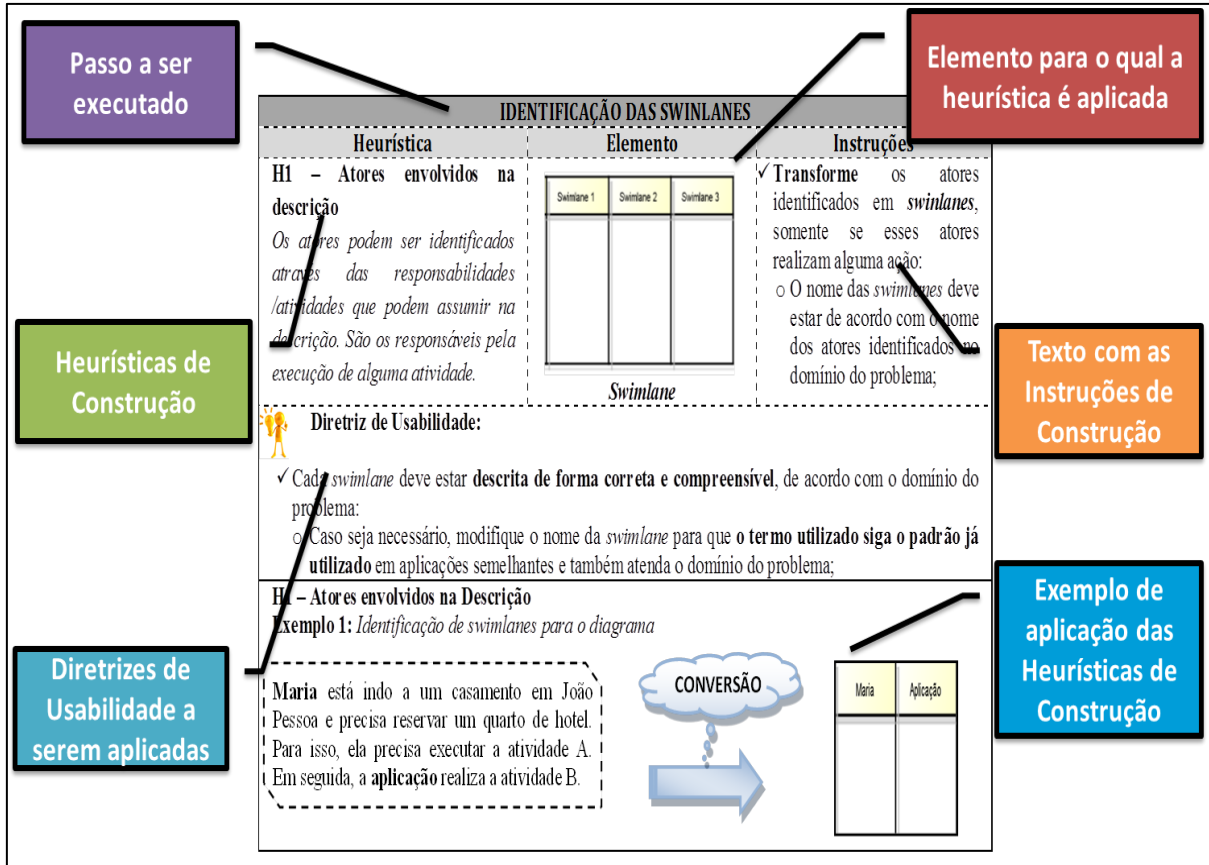 Passo a ser
executado
Elemento para o qual a
heurística é aplicada
IDENTIFICAÇÃO DAS SWINLANES
Heurística
Elemento
Instruções
H1 – Atores envolvidos na
descrição
Os atores podem ser identificados
através das responsabilidades
/atividades que podem assumir na
descrição. São os responsáveis pela
execução de alguma atividade.
Swimlane 1
Swimlane 2
Swimlane 3
Swimlane
✓ Transforme os atores
identificados em swinlanes,
somente se esses atores
realizam alguma ação:
o O nome das swimlanes deve
estar de acordo com o nome
dos atores identificados no
domínio do problema;
Heurísticas de
Construção
Texto com as
Instruções de
Construção
Diretriz de Usabilidade:
✓ Cada swimlane deve estar descrita de forma correta e compreensível, de acordo com o domínio do
problema:
o Caso seja necessário, modifique o nome da swimlane para que o termo utilizado siga o padrão já
utilizado em aplicações semelhantes e também atenda o domínio do problema;
Diretrizes de
Usabilidade a
serem aplicadas
H1 – Atores envolvidos na Descrição
Exemplo 1: Identificação de swimlanes para o diagrama
Maria está indo a um casamento em João
Pessoa e precisa reservar um quarto de hotel.
Para isso, ela precisa executar a atividade A.
Em seguida, a aplicação realiza a atividade B.
CONVERSÃO
Maria
Aplicação
Exemplo de
aplicação das
Heurísticas de
Construção